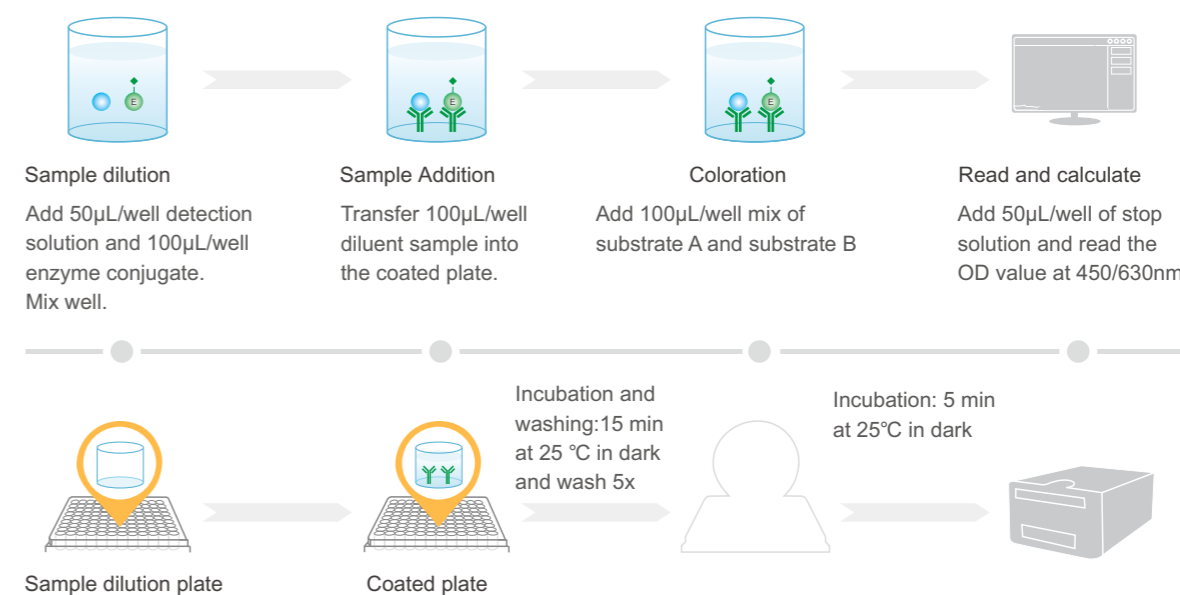 E
E
E
Sample dilution
Add 50μL/well detection
solution and 100μL/well
enzyme conjugate.
Mix well.
Sample Addition
Transfer 100μL/well
diluent sample into
the coated plate.
Coloration
Add 100μL/well mix of
substrate A and substrate B
Read and calculate
Add 50μL/well of stop
solution and read the
OD value at 450/630nm
Incubation and
washing:15 min
at 25 ℃ in dark
and wash 5x
Incubation: 5 min
at 25℃ in dark
Sample dilution plate
Coated plate